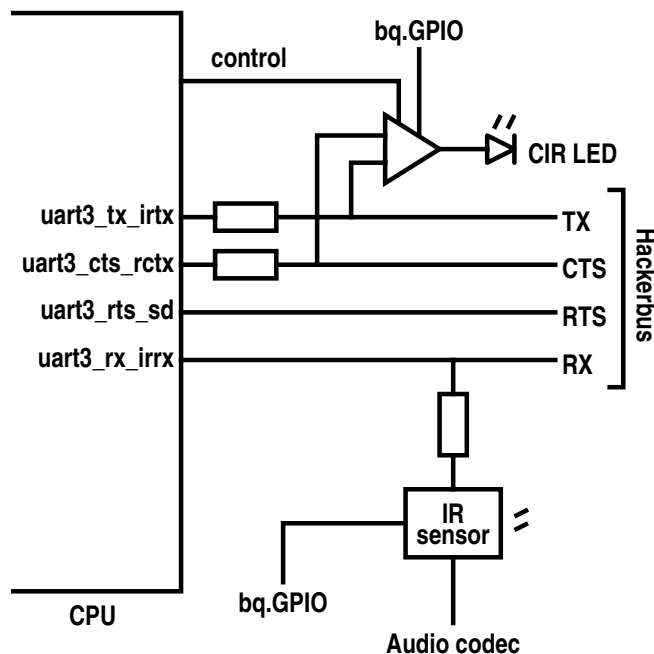 bq.GPIO
control
CIR LED
uart3_tx_irtx
TX
uart3_cts_rctx
CTS
uart3_rts_sd
RTS
uart3_rx_irrx
RX
Hackerbus
IR
sensor
bq.GPIO
CPU
Audio codec